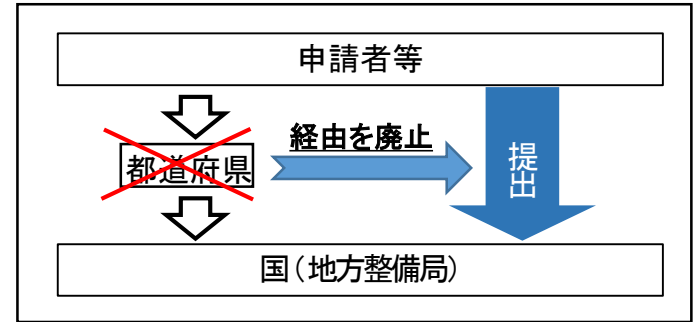 申請者等
経由を廃止
都道府県
提出
国（地方整備局）